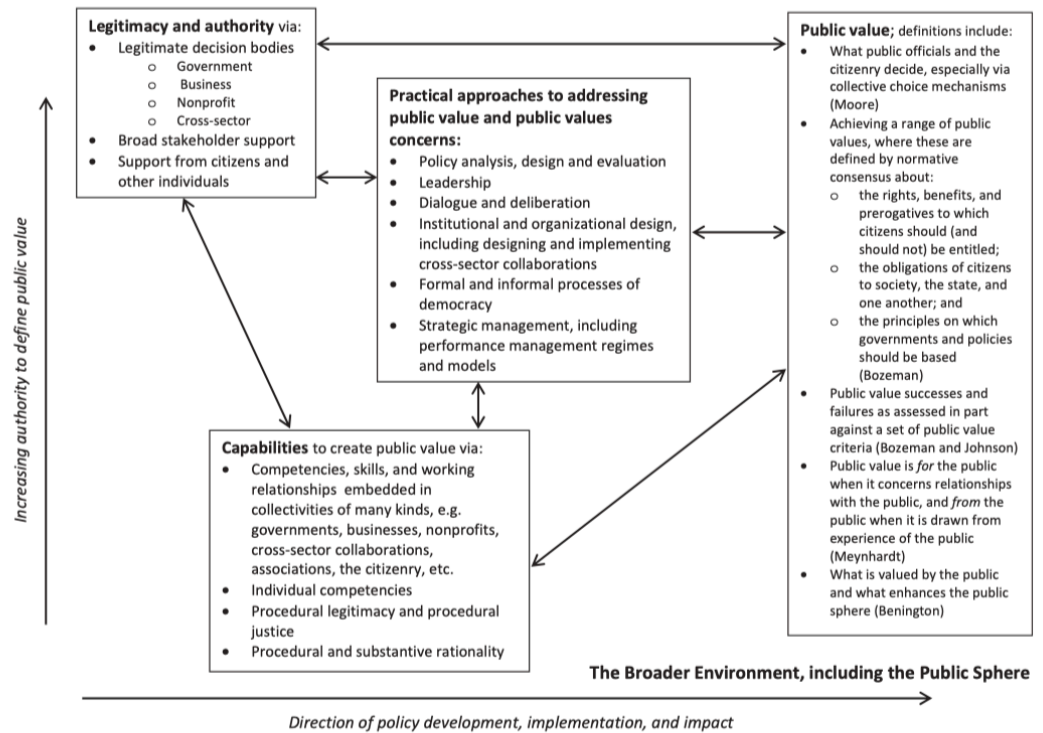 Legitimacy and authority via:
• Legitimate decision bodies
o Government
o Business
o Nonprofit
o Cross-sector
• Broad stakeholder support
• Support from citizens and
other individuals
Practical approaches to addressing
public value and public values
concerns:
• Policy analysis, design and evaluation
• Leadership
• Dialogue and deliberation
• Institutional and organizational design,
including designing and implementing
cross-sector collaborations
• Formal and informal processes of
democracy
• Strategic management, including
performance management regimes
and models
Public value; definitions include:
• What public officials and the
citizenry decide, especially via
collective choice mechanisms
(Moore)
• Achieving a range of public
values, where these are
defined by normative
consensus about:
o the rights, benefits, and
prerogatives to which
citizens should (and
should not) be entitled;
o the obligations of citizens
to society, the state, and
one another; and
o the principles on which
governments and policies
should be based
(Bozeman)
• Public value successes and
failures as assessed in part
against a set of public value
criteria (Bozeman and Johnson)
• Public value is for the public
when it concerns relationships
with the public, and from the
public when it is drawn from
experience of the public
(Meynhardt)
• What is valued by the public
and what enhances the public
sphere (Benington)
Capabilities to create public value via:
• Competencies, skills, and working
relationships embedded in
collectivities of many kinds, e.g.
governments, businesses, nonprofits,
cross-sector collaborations,
associations, the citizenry, etc.
• Individual competencies
• Procedural legitimacy and procedural
justice
• Procedural and substantive rationality
Increasing authority to define public value
The Broader Environment, including the Public Sphere
Direction of policy development, implementation, and impact